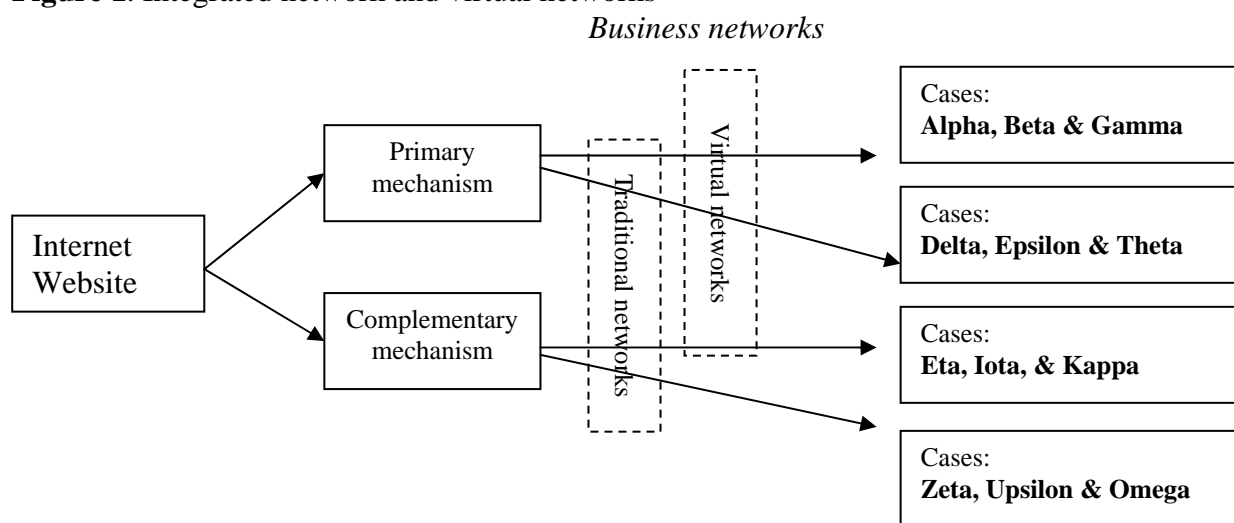 Figure 1: Integrated network and virtual networks
Business networks
Internet
Website
Primary
mechanism
Complementary
mechanism
Traditional networks
Virtual networks
Cases:
Alpha, Beta & Gamma
Cases:
Delta, Epsilon & Theta
Cases:
Eta, Iota, & Kappa
Cases:
Zeta, Upsilon & Omega